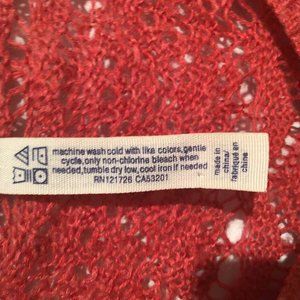 machine wash cold with like colors, gentle
cycle, only non-chlorine bleach when
needed, tumble dry low, cool iron if needed
RN121726 CA53201
made in
china/
fabriqué en
chine